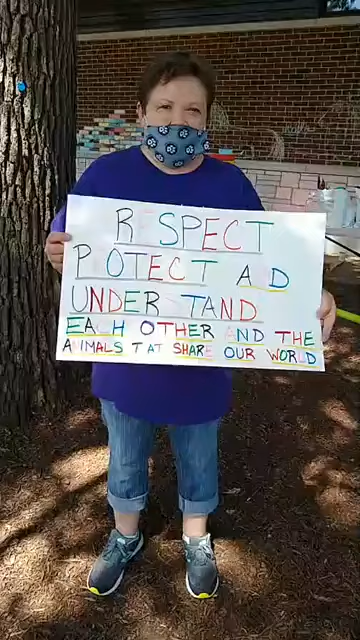 RESPECT
PROTECT AND
UNDERSTAND
EACH OTHER AND THE
ANIMALS THAT SHARE OUR WORLD